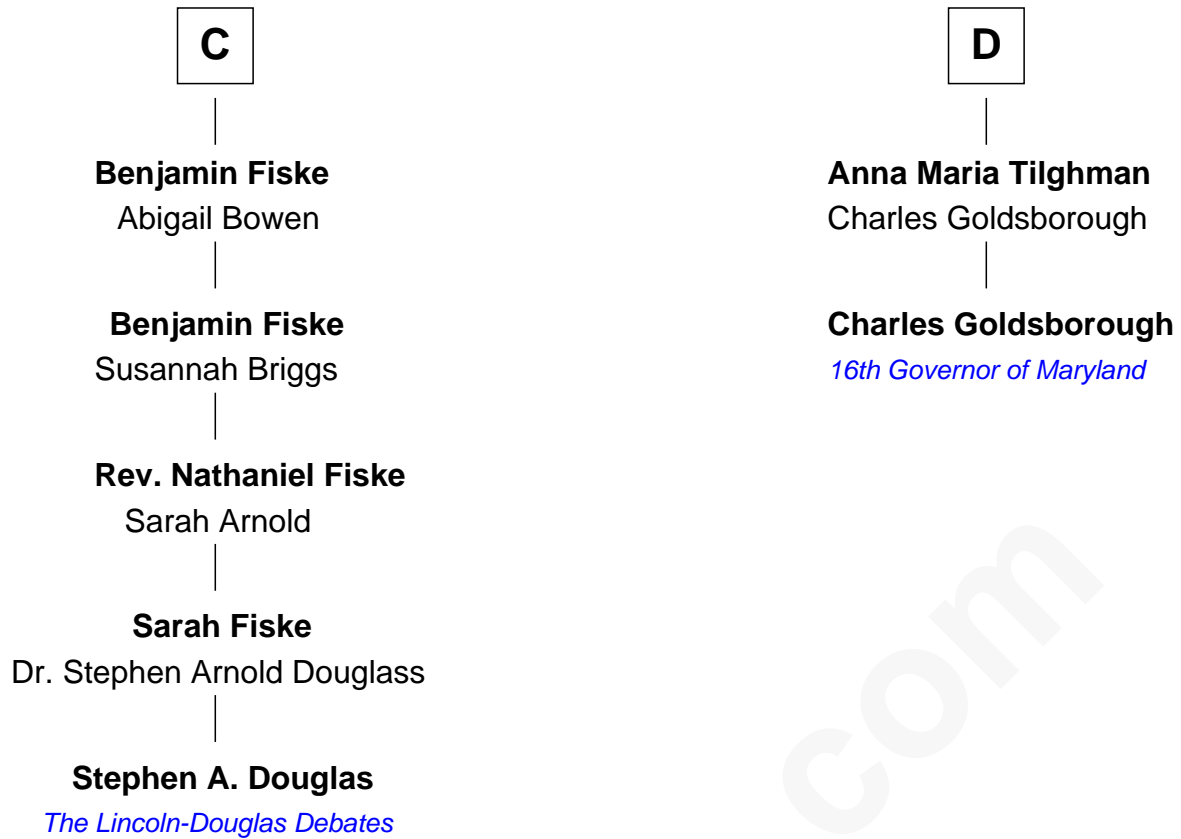 C
Benjamin Fiske
Abigail Bowen
Benjamin Fiske
Susannah Briggs
Rev. Nathaniel Fiske
Sarah Arnold
Sarah Fiske
Dr. Stephen Arnold Douglass
Stephen A. Douglas
The Lincoln-Douglas Debates
D
Anna Maria Tilghman
Charles Goldsborough
Charles Goldsborough
16th Governor of Maryland
com